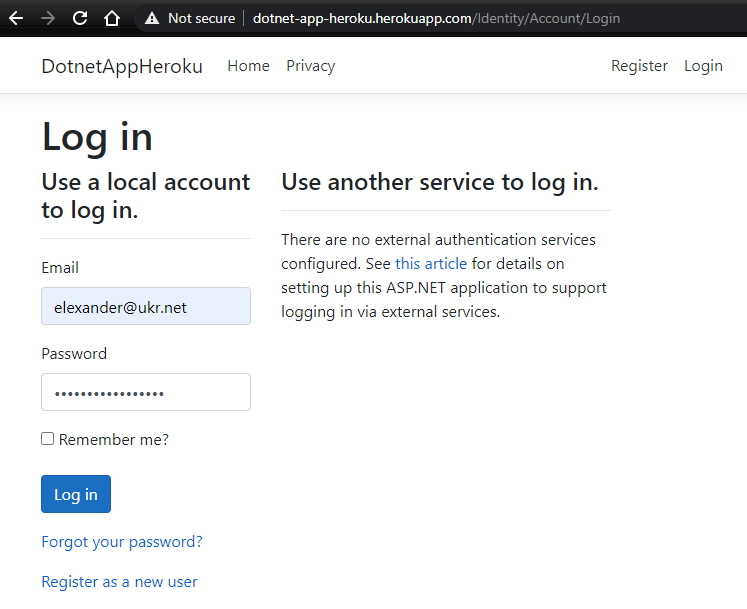 Not secure dotnet-app-heroku.herokuapp.com/Identity/Account/Login
DotnetAppHeroku Home Privacy Register Login
Log in
Use a local account
to log in.
Email
elexander@ukr.net
Password
•••••••••••••••••
Remember me?
Log in
Forgot your password?
Register as a new user
Use another service to log in.
There are no external authentication services
configured. See this article for details on
setting up this ASP.NET application to support
logging in via external services.